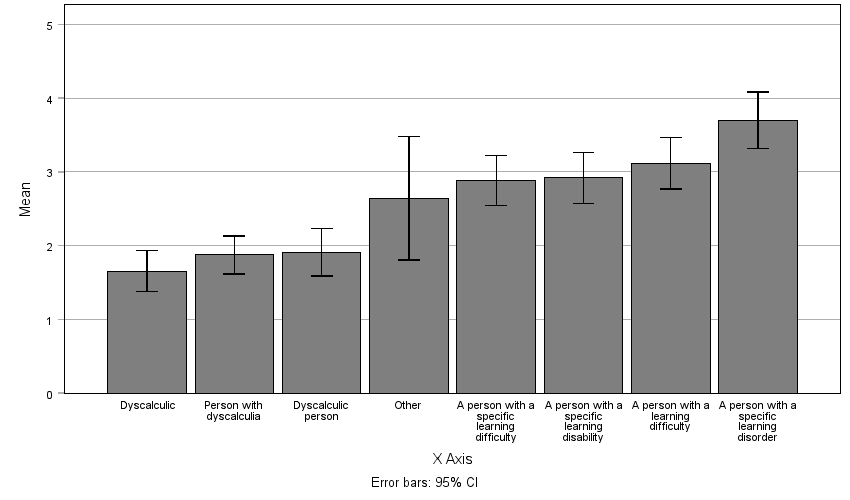 5
4
3
2
1
0
Mean
Dyscalculic
Person with
dyscalculia
Dyscalculic
person
Other
A person with a
specific
learning
difficulty
A person with a
specific
learning
disability
A person with a
learning
difficulty
A person with a
specific
learning
disorder
X Axis
Error bars: 95% CI